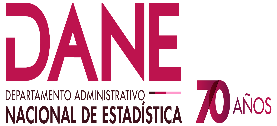 DANE
DEPARTAMENTO ADMINISTRATIVO
NACIONAL DE ESTADÍSTICA
70 AÑOS